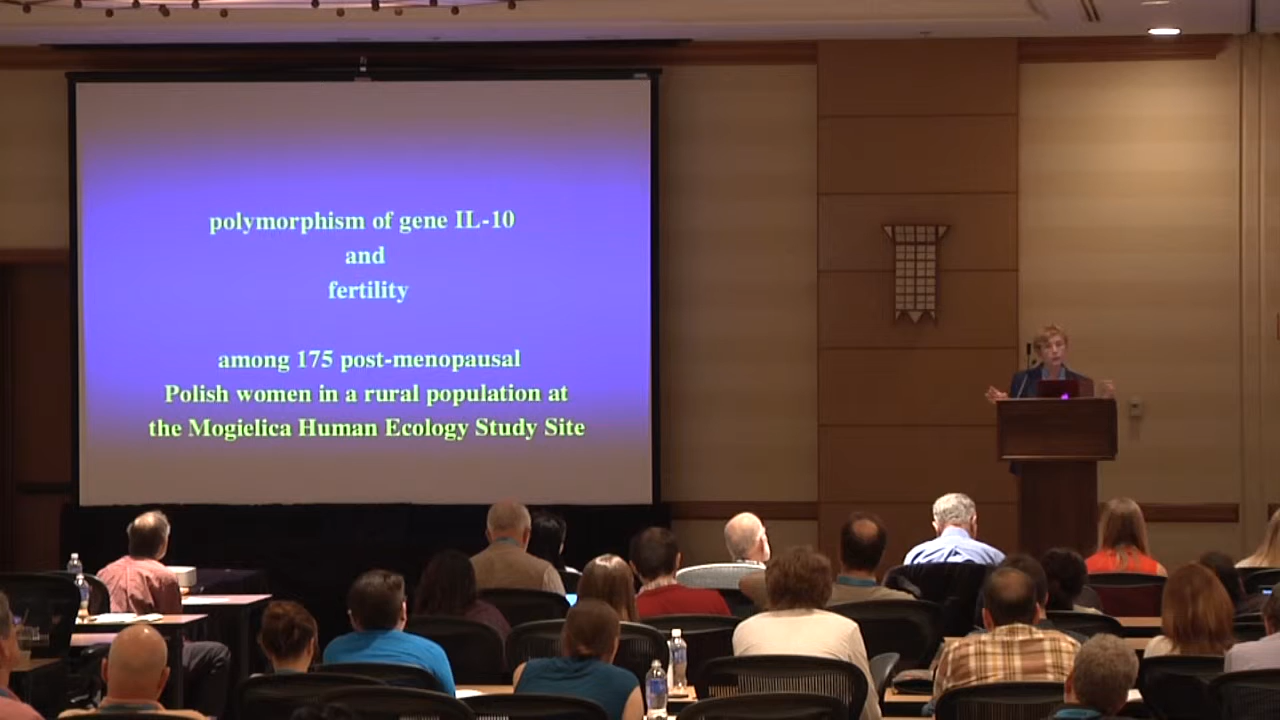 polymorphism of gene IL-10
and
fertility
among 175 post-menopausal
Polish women in a rural population at
the Mogielica Human Ecology Study Site